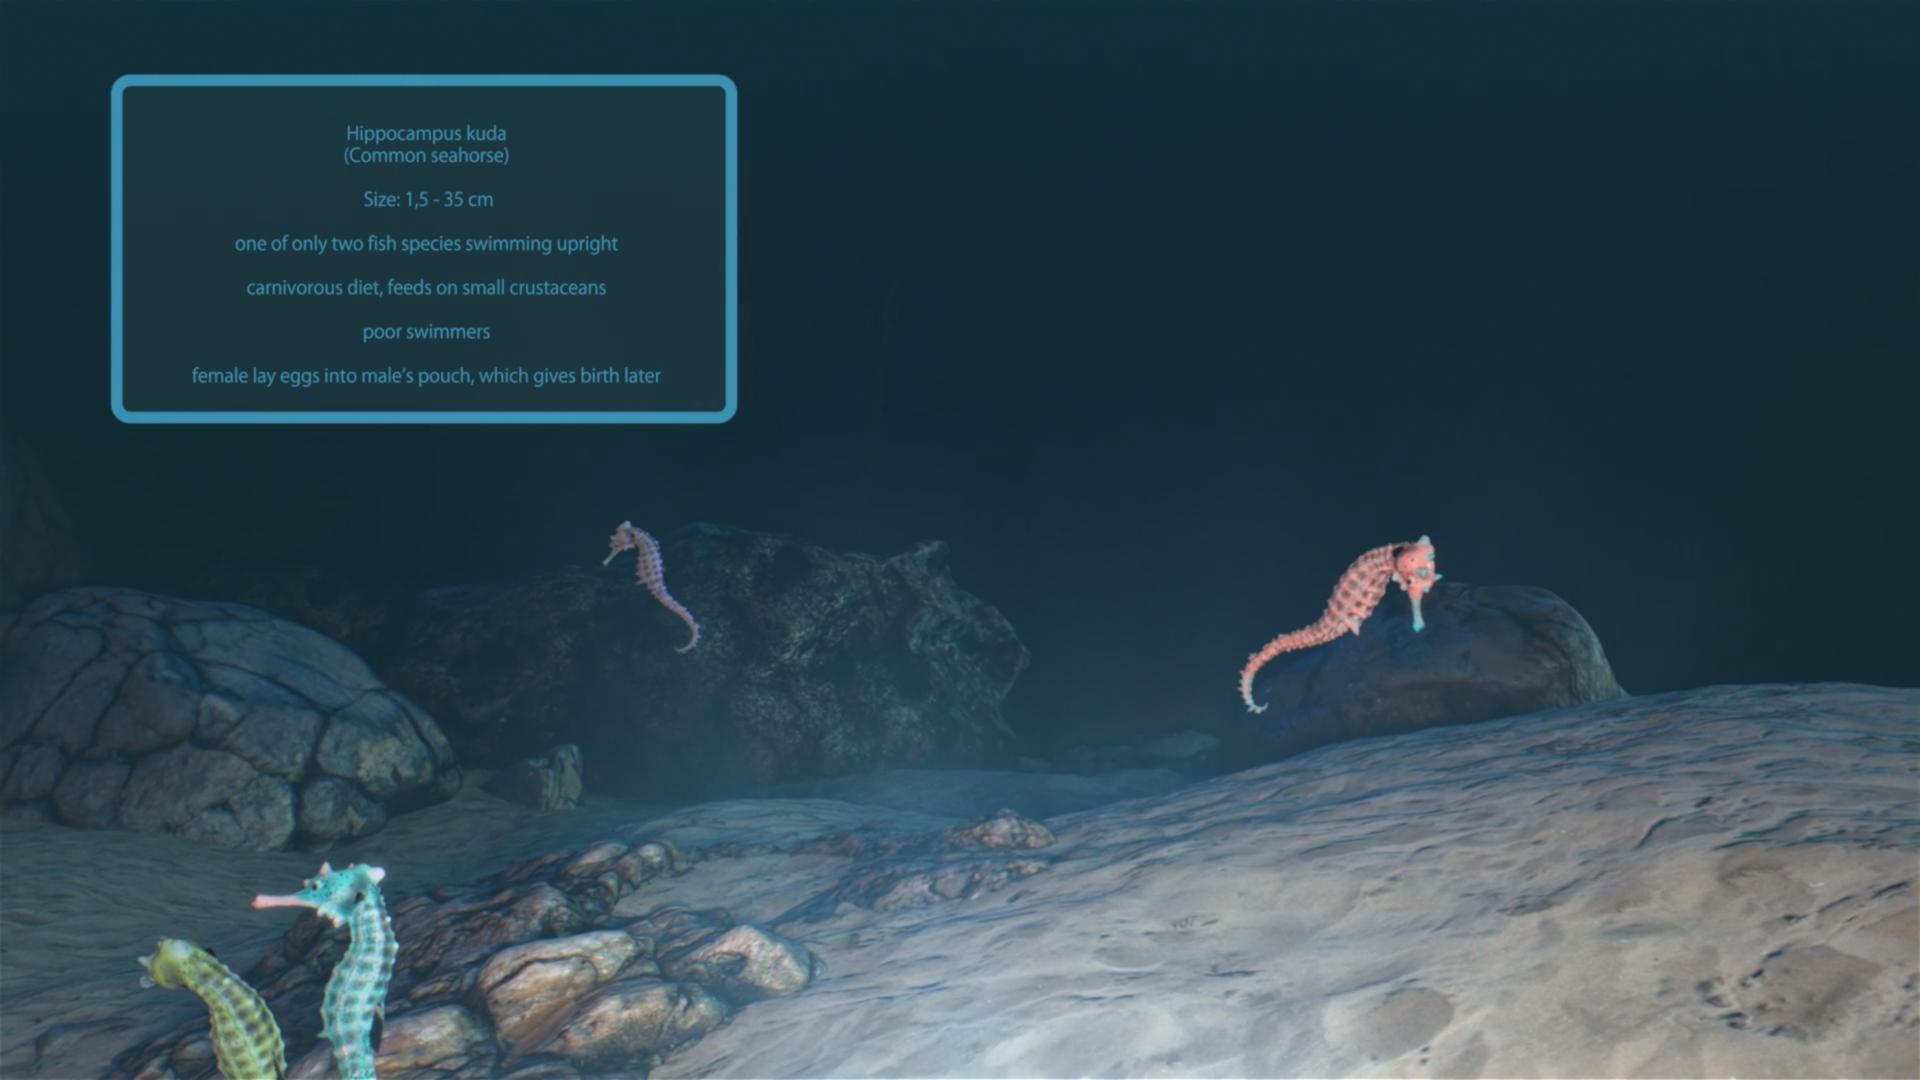 Hippocampus kuda
(Common seahorse)
Size: 1,5 - 35 cm
one of only two fish species swimming upright
carnivorous diet, feeds on small crustaceans
poor swimmers
female lay eggs into male's pouch, which gives birth later